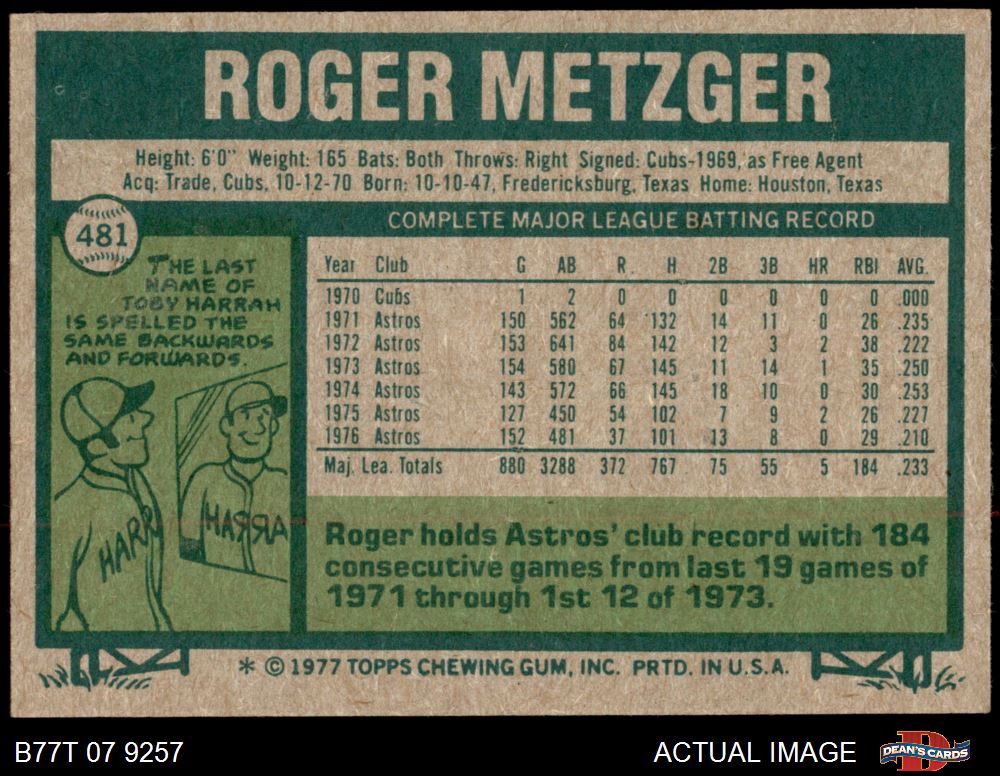 ROGER METZGER
Height: 6'0" Weight: 165 Bats: Both Throws: Right Signed: Cubs-1969, as Free Agent
Acq: Trade, Cubs, 10-12-70 Born: 10-10-47, Fredericksburg, Texas Home: Houston, Texas
481
THE LAST
NAME OF
TOBY HARRAH
IS SPELLED THE
SAME BACKWARDS
AND FORWARDS.
HARR
HARRA
COMPLETE MAJOR LEAGUE BATTING RECORD
Year Club G AB R. H 2B 3B HR RBI AVG.
1970 Cubs 1 2 0 0 0 0 0 0 .000
1971 Astros 150 562 64 132 14 11 0 26 .235
1972 Astros 153 641 84 142 12 3 2 38 .222
1973 Astros 154 580 67 145 11 14 1 35 .250
1974 Astros 143 572 66 145 18 10 0 30 .253
1975 Astros 127 450 54 102 7 9 2 26 .227
1976 Astros 152 481 37 101 13 8 0 29 .210
Maj. Lea. Totals 880 3288 372 767 75 55 5 184 .233
Roger holds Astros' club record with 184
consecutive games from last 19 games of
1971 through 1st 12 of 1973.
* © 1977 TOPPS CHEWING GUM, INC. PRTD. IN U.S.A.
B77T 07 9257
ACTUAL IMAGE
D
DEAN'S CARDS